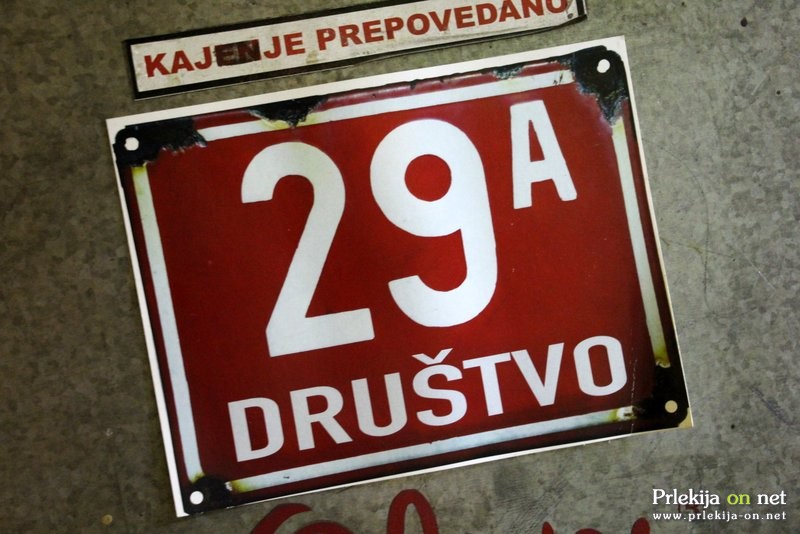 KAJENJE PREPOVEDANO
29A
DRUŠTVO
Prlekija on net
www.prlekija-on.net